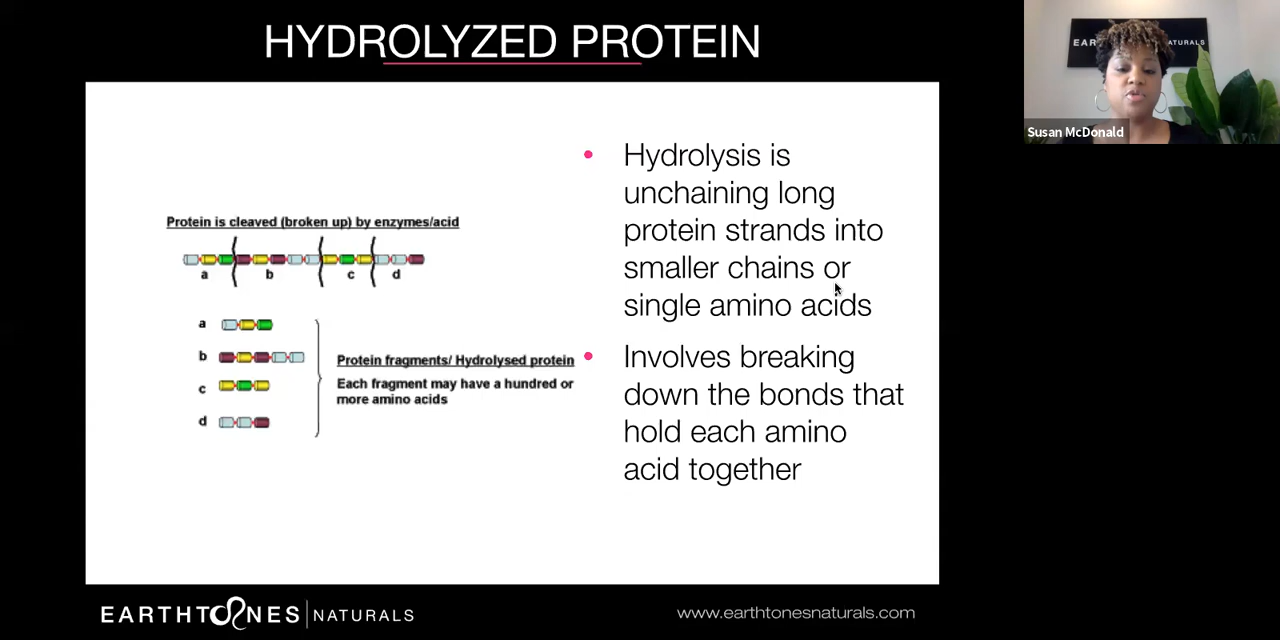 HYDROLYZED PROTEIN
EARTH
NATURALS
Susan McDonald
Protein is cleaved (broken up) by enzymes/acid
a b c d
a
b
c
d
Protein fragments/ Hydrolysed protein
Each fragment may have a hundred or
more amino acids
• Hydrolysis is
unchaining long
protein strands into
smaller chains or
single amino acids
• Involves breaking
down the bonds that
hold each amino
acid together
EARTHTONES NATURALS
www.earthtonesnaturals.com